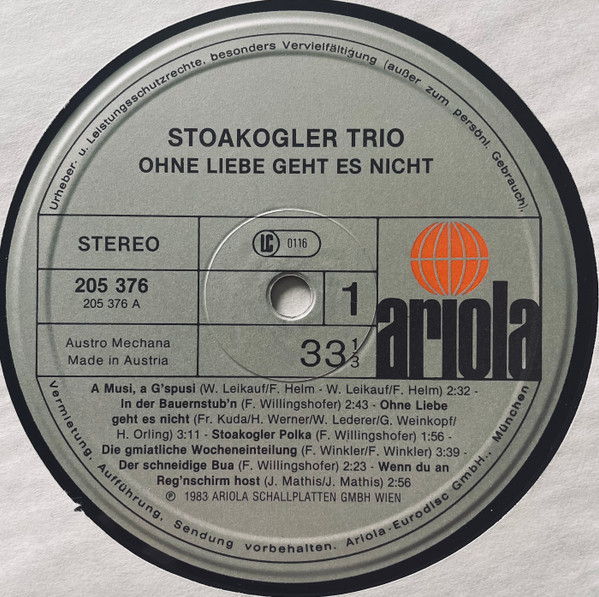 Urheber- u. Leistungsschutzrechte, besonders Vervielfältigung (außer zum persönl. Gebrauch),
STOAKOGLER TRIO
OHNE LIEBE GEHT ES NICHT
STEREO
LC 0116
205 376
205 376 A
1
ariola
Austro Mechana
Made in Austria
33 1/3
A Musi, a G'spusi (W. Leikauf/F. Helm - W. Leikauf/F. Helm) 2:32 -
In der Bauernstub'n (F. Willingshofer) 2:43 - Ohne Liebe
geht es nicht (Fr. Kuda/H. Werner/W. Lederer/G. Weinkopf/
H. Orling) 3:11 - Stoakogler Polka (F. Willingshofer) 1:56 -
Die gmiatliche Wocheneinteilung (F. Winkler/F. Winkler) 3:39 -
Der schneidige Bua (F. Willingshofer) 2:23 - Wenn du an
Reg'nschirm host (J. Mathis/J. Mathis) 2:56
℗ 1983 ARIOLA SCHALLPLATTEN GMBH WIEN
Vermietung, Aufführung, Sendung vorbehalten. Ariola-Eurodisc GmbH., München